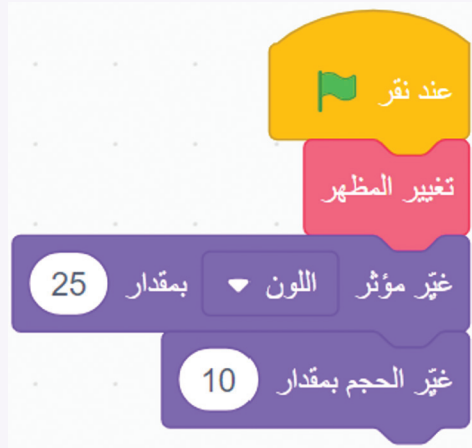 عند نقر
تغيير المظهر
غيّر مؤثر اللون بمقدار 25
غيّر الحجم بمقدار 10